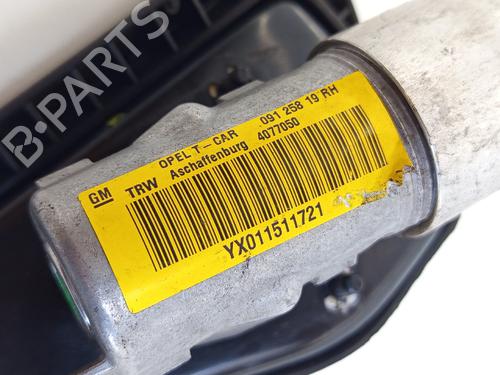 B-PARTS
GM OPEL T-CAR 091 258 19 RH
TRW Aschaffenburg 4077050
YX011511721